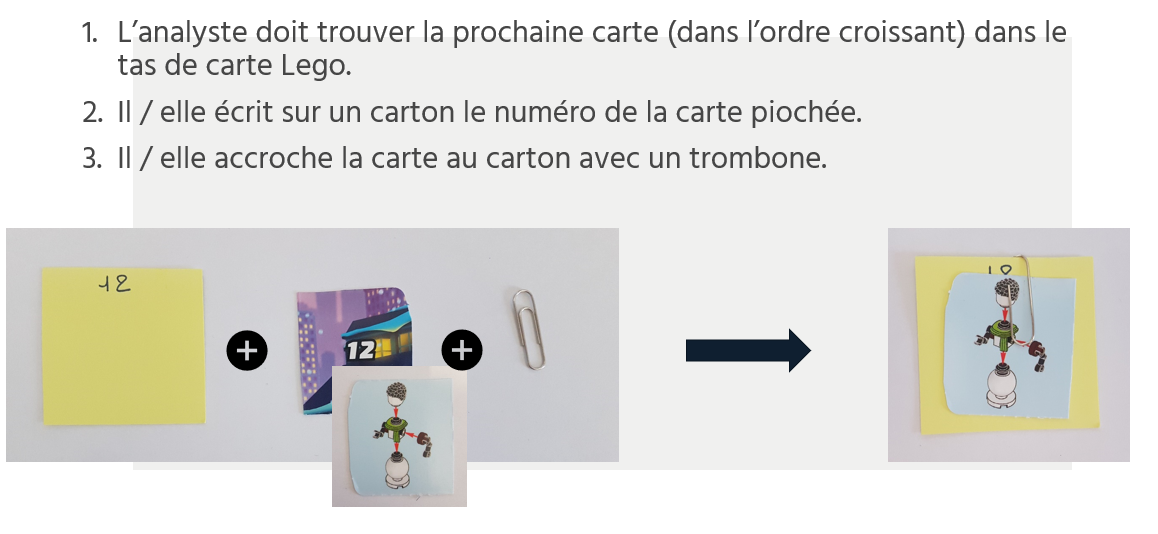 1. L’analyste doit trouver la prochaine carte (dans l’ordre croissant) dans le
tas de carte Lego.
2. Il / elle écrit sur un carton le numéro de la carte piochée.
3. Il / elle accroche la carte au carton avec un trombone.
12
12